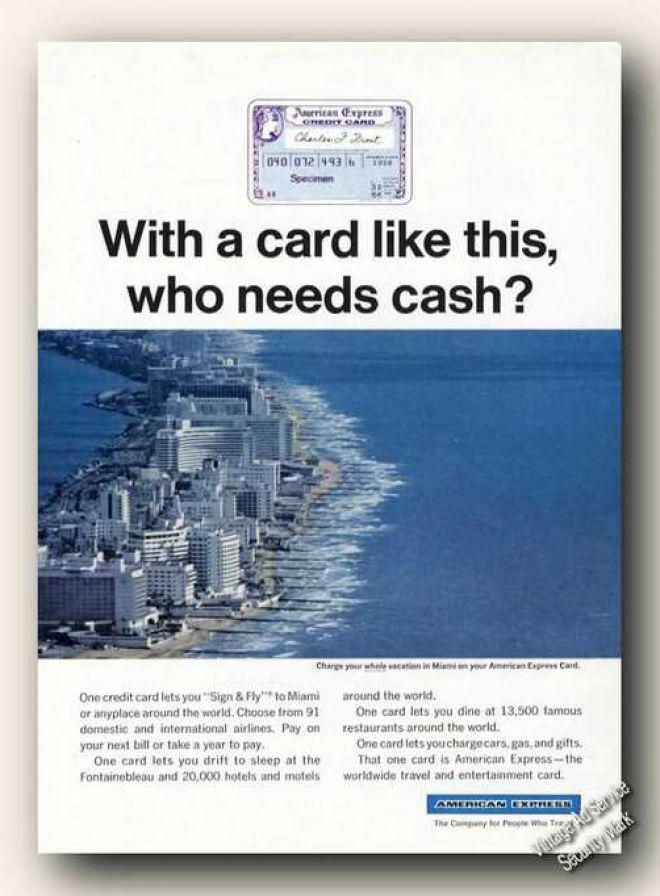 American Express
CREDIT CARD
Charles F Frost
040 072 493 6
Specimen
With a card like this,
who needs cash?
Charge your whole vacation in Miami on your American Express Card.
One credit card lets you "Sign & Fly"® to Miami
or anyplace around the world. Choose from 91
domestic and international airlines. Pay on
your next bill or take a year to pay.
One card lets you drift to sleep at the
Fontainebleau and 20,000 hotels and motels
around the world.
One card lets you dine at 13,500 famous
restaurants around the world.
One card lets you charge cars, gas, and gifts.
That one card is American Express—the
worldwide travel and entertainment card.
AMERICAN EXPRESS
The Company for People Who
Vintage Ad Service
Security Mark